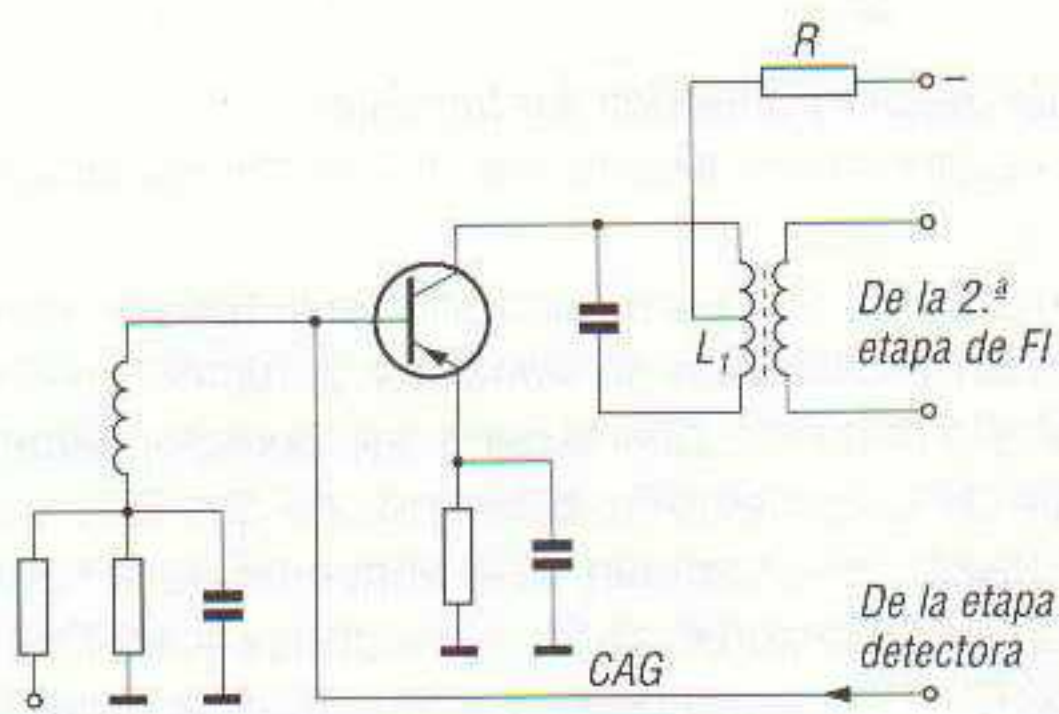 R
−
L₁
De la 2.ª
etapa de FI
De la etapa
detectora
CAG